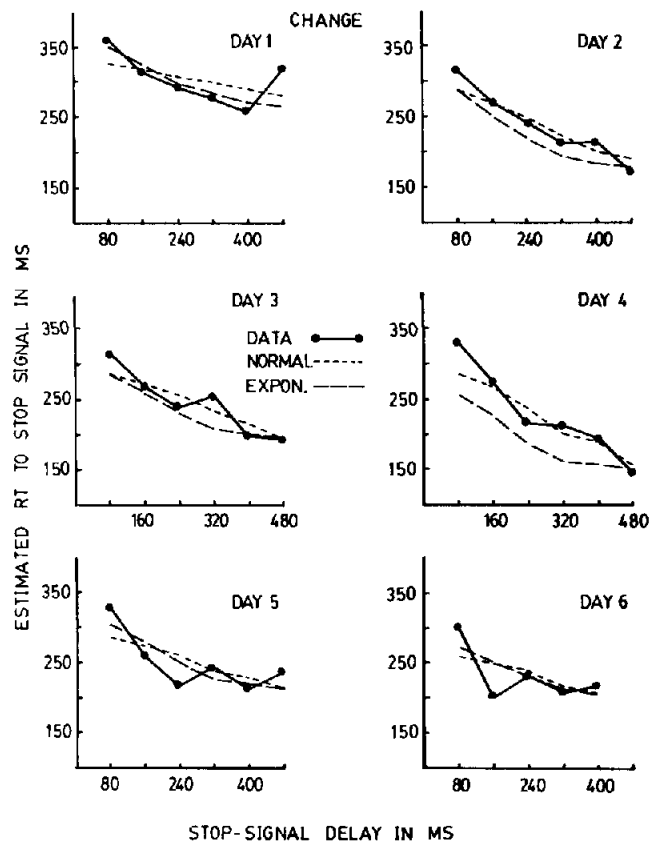 CHANGE
DAY 1
350
250
150
80 240 400
DAY 2
350
250
150
80 240 400
DAY 3
350
250
150
160 320 480
DATA
NORMAL
EXPON.
DAY 4
350
250
150
160 320 480
DAY 5
350
250
150
80 240 400
DAY 6
350
250
150
80 240 400
ESTIMATED RT TO STOP SIGNAL IN MS
STOP-SIGNAL DELAY IN MS